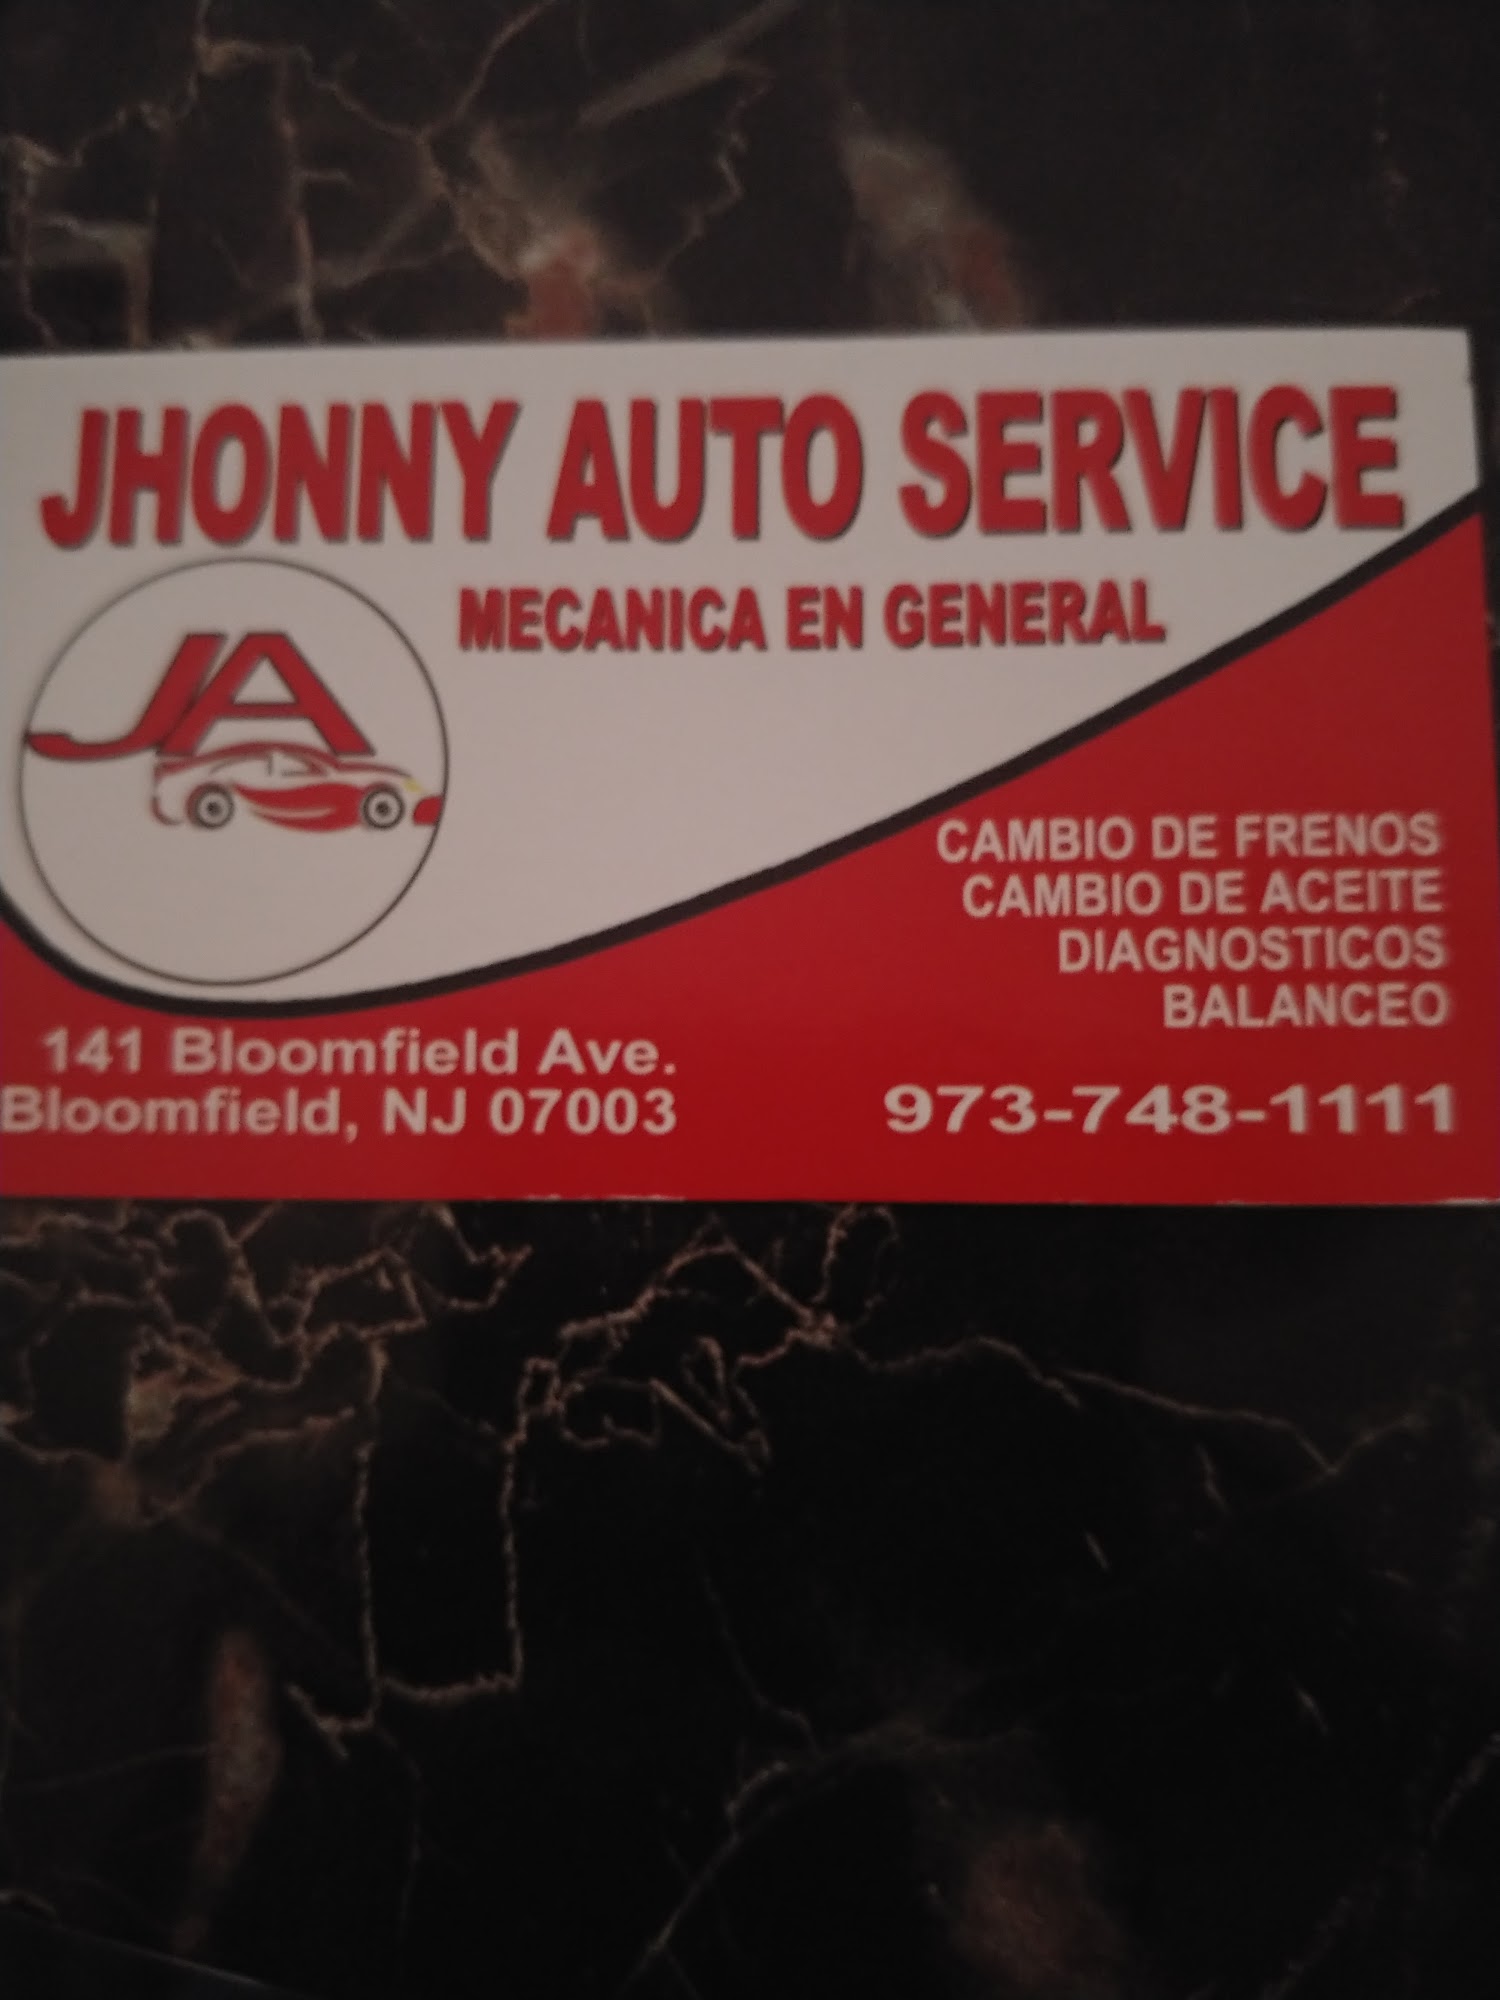 JHONNY AUTO SERVICE
MECANICA EN GENERAL
JA
CAMBIO DE FRENOS
CAMBIO DE ACEITE
DIAGNOSTICOS
BALANCEO
141 Bloomfield Ave.
Bloomfield, NJ 07003
973-748-1111